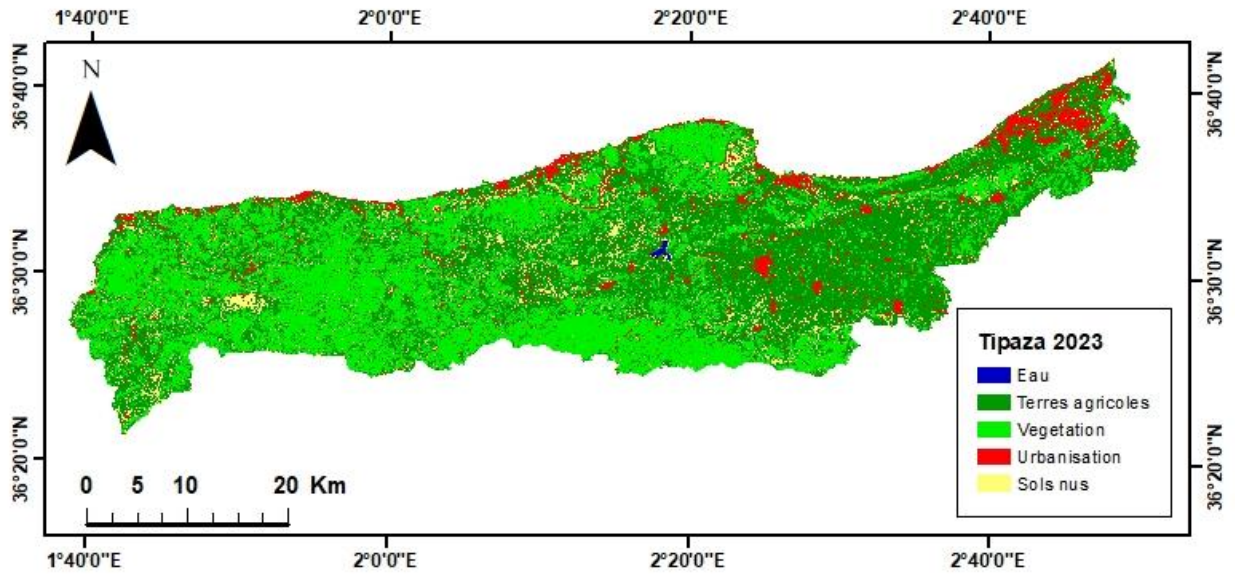 1°40'0"E 2°0'0"E 2°20'0"E 2°40'0"E
N
36°40'0"N 36°40'0"N
36°30'0"N 36°30'0"N
36°20'0"N 36°20'0"N
Tipaza 2023
Eau
Terres agricoles
Vegetation
Urbanisation
Sols nus
0 5 10 20 Km
1°40'0"E 2°0'0"E 2°20'0"E 2°40'0"E